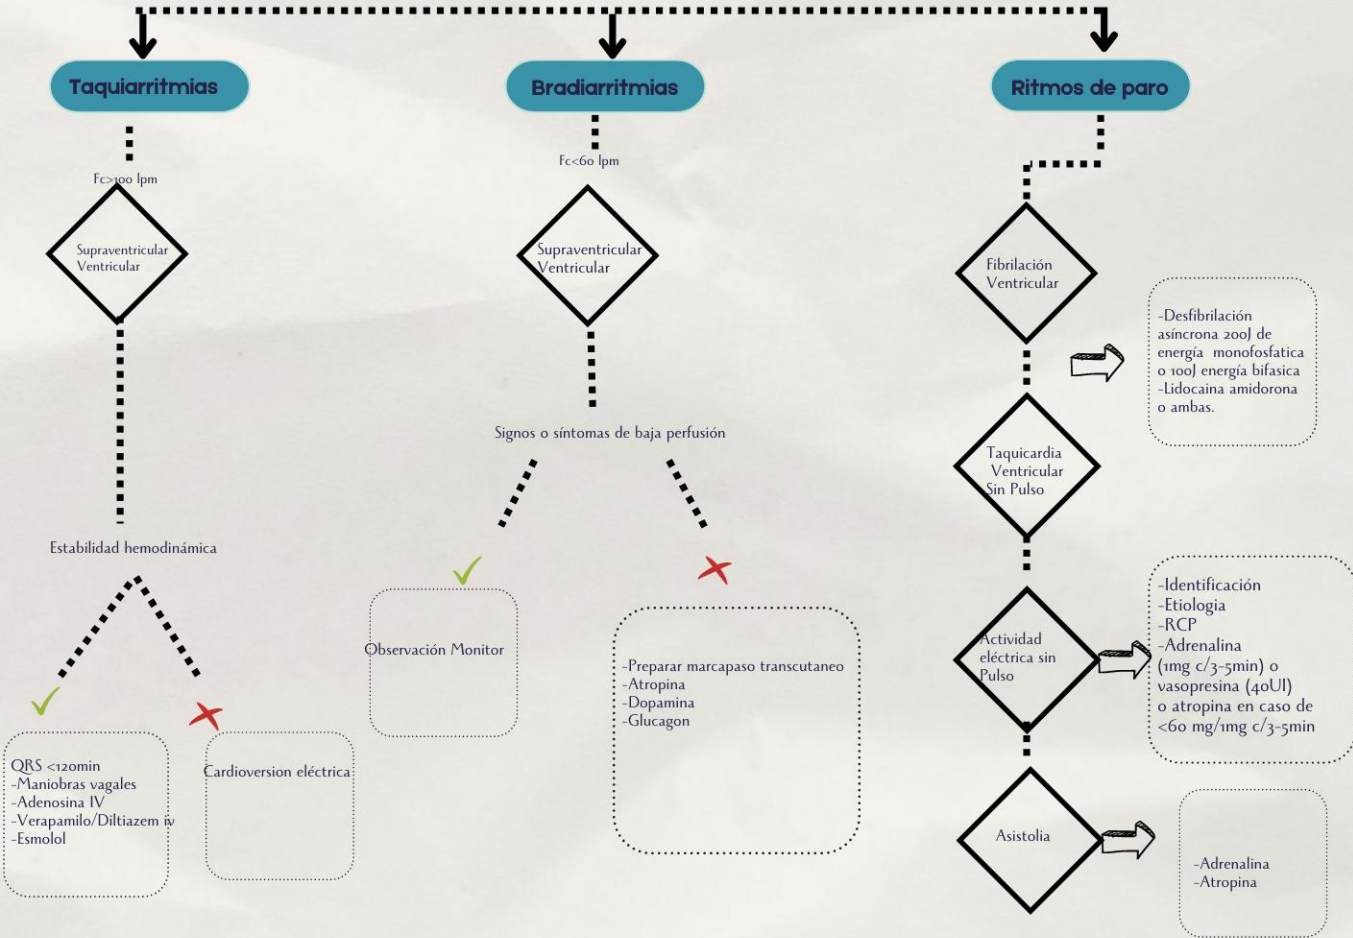 Taquiarritmias
Fc>100 lpm
Supraventricular
Ventricular
Estabilidad hemodinámica
QRS <120min
-Maniobras vagales
-Adenosina IV
-Verapamilo/Diltiazem iv
-Esmolol
Cardioversion eléctrica
Bradiarritmias
Fc<60 lpm
Supraventricular
Ventricular
Signos o síntomas de baja perfusión
Observación Monitor
-Preparar marcapaso transcutaneo
-Atropina
-Dopamina
-Glucagon
Ritmos de paro
Fibrilación
Ventricular
-Desfibrilación
asíncrona 200J de
energía monofosfatica
o 100J energía bifasica
-Lidocaina amidorona
o ambas.
Taquicardia
Ventricular
Sin Pulso
Actividad
eléctrica sin
Pulso
-Identificación
-Etiologia
-RCP
-Adrenalina
(1mg c/3-5min) o
vasopresina (40UI)
o atropina en caso de
<60 mg/1mg c/3-5min
Asistolia
-Adrenalina
-Atropina